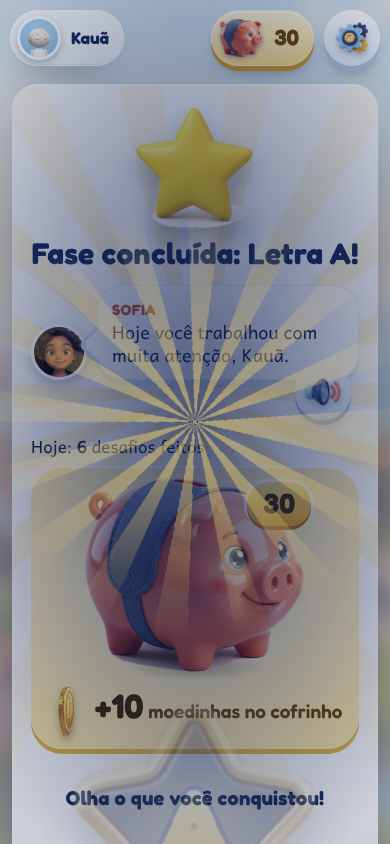 Kauã
30
Fase concluída: Letra A!
SOFIA
Hoje você trabalhou com
muita atenção, Kauã.
Hoje: 6 desafios feitos
30
+10 moedinhas no cofrinho
Olha o que você conquistou!